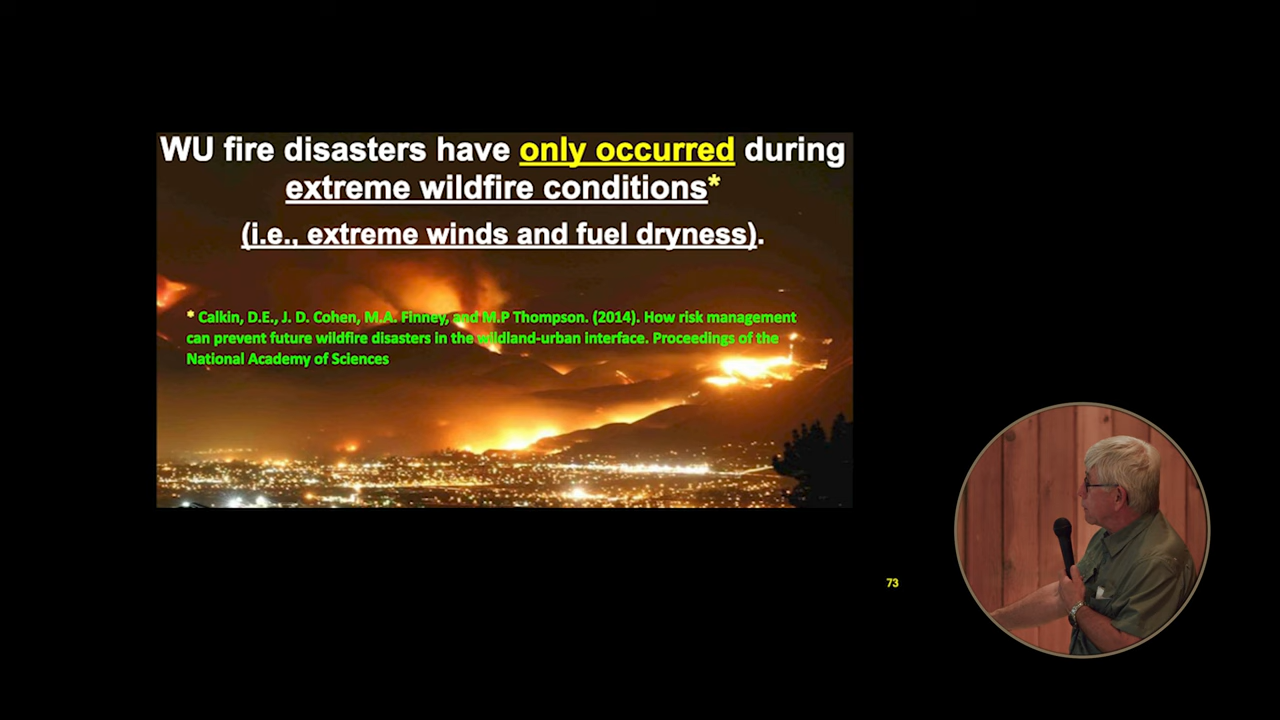 WU fire disasters have only occurred during
extreme wildfire conditions*
(i.e., extreme winds and fuel dryness).
* Calkin, D.E., J. D. Cohen, M.A. Finney, and M.P Thompson. (2014). How risk management
can prevent future wildfire disasters in the wildland-urban interface. Proceedings of the
National Academy of Sciences
73